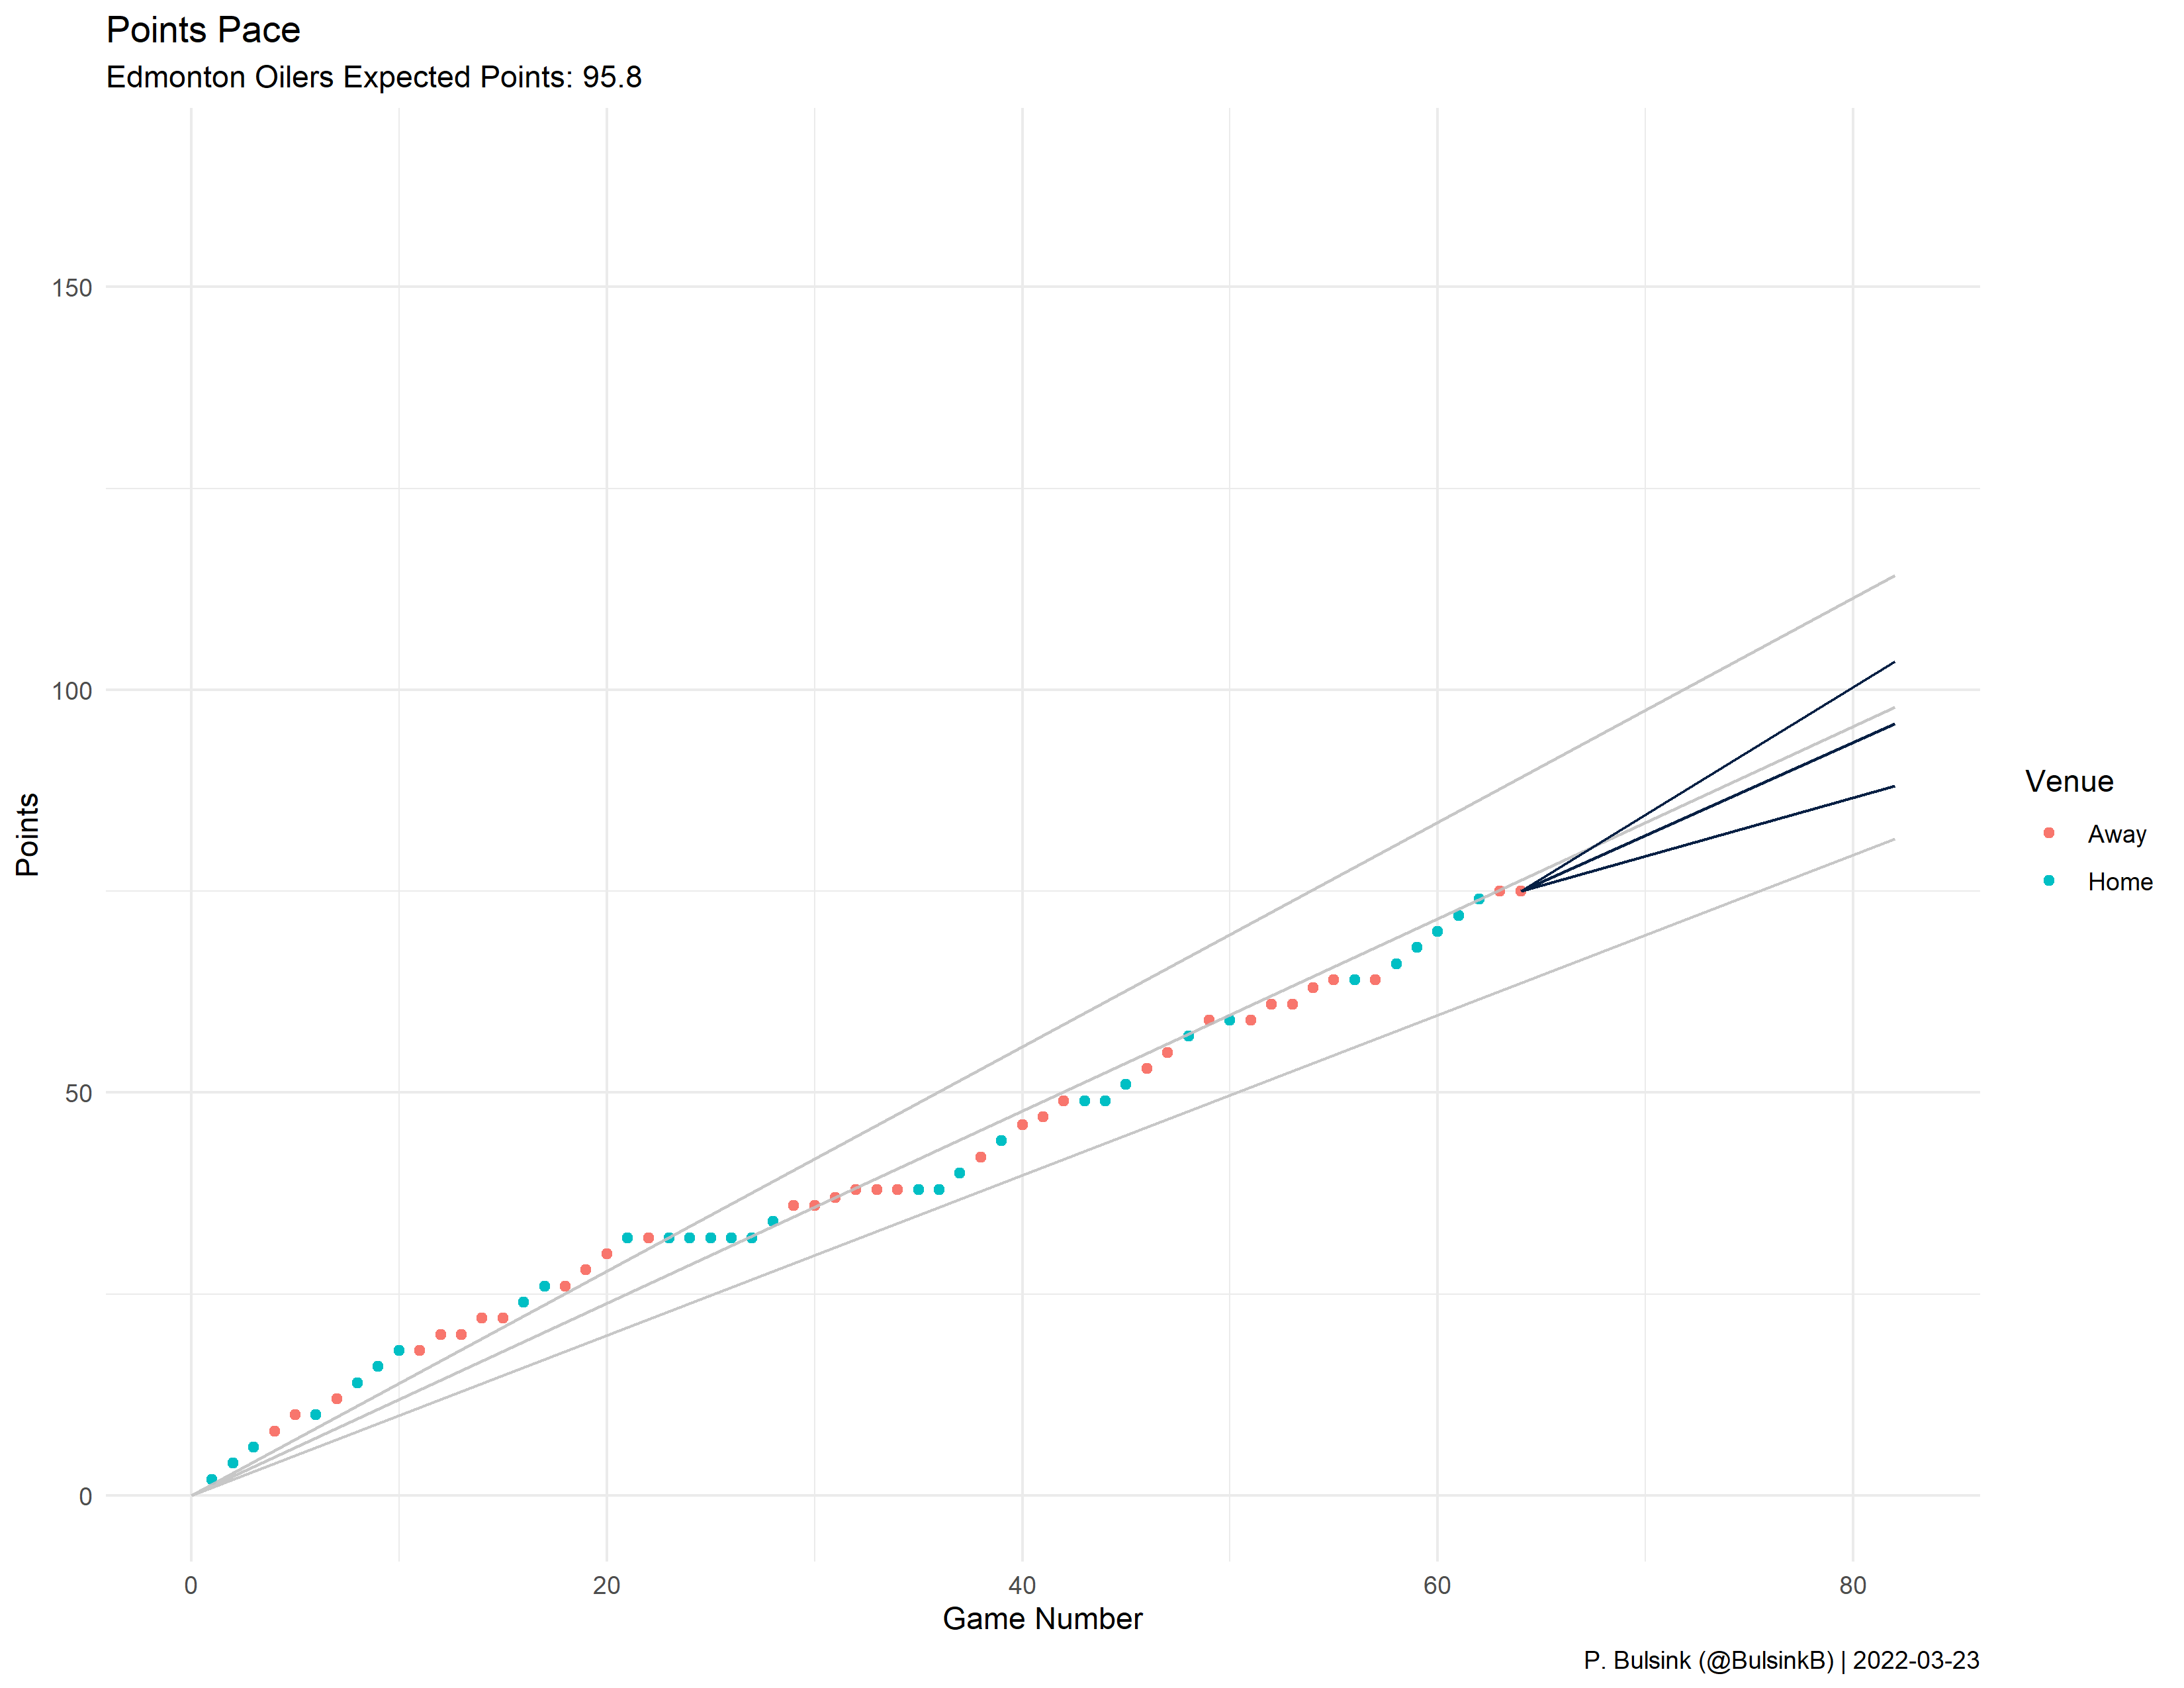 Points Pace
Edmonton Oilers Expected Points: 95.8
150
100
50
0
Points
0 20 40 60 80
Game Number
Venue
Away
Home
P. Bulsink (@BulsinkB) | 2022-03-23